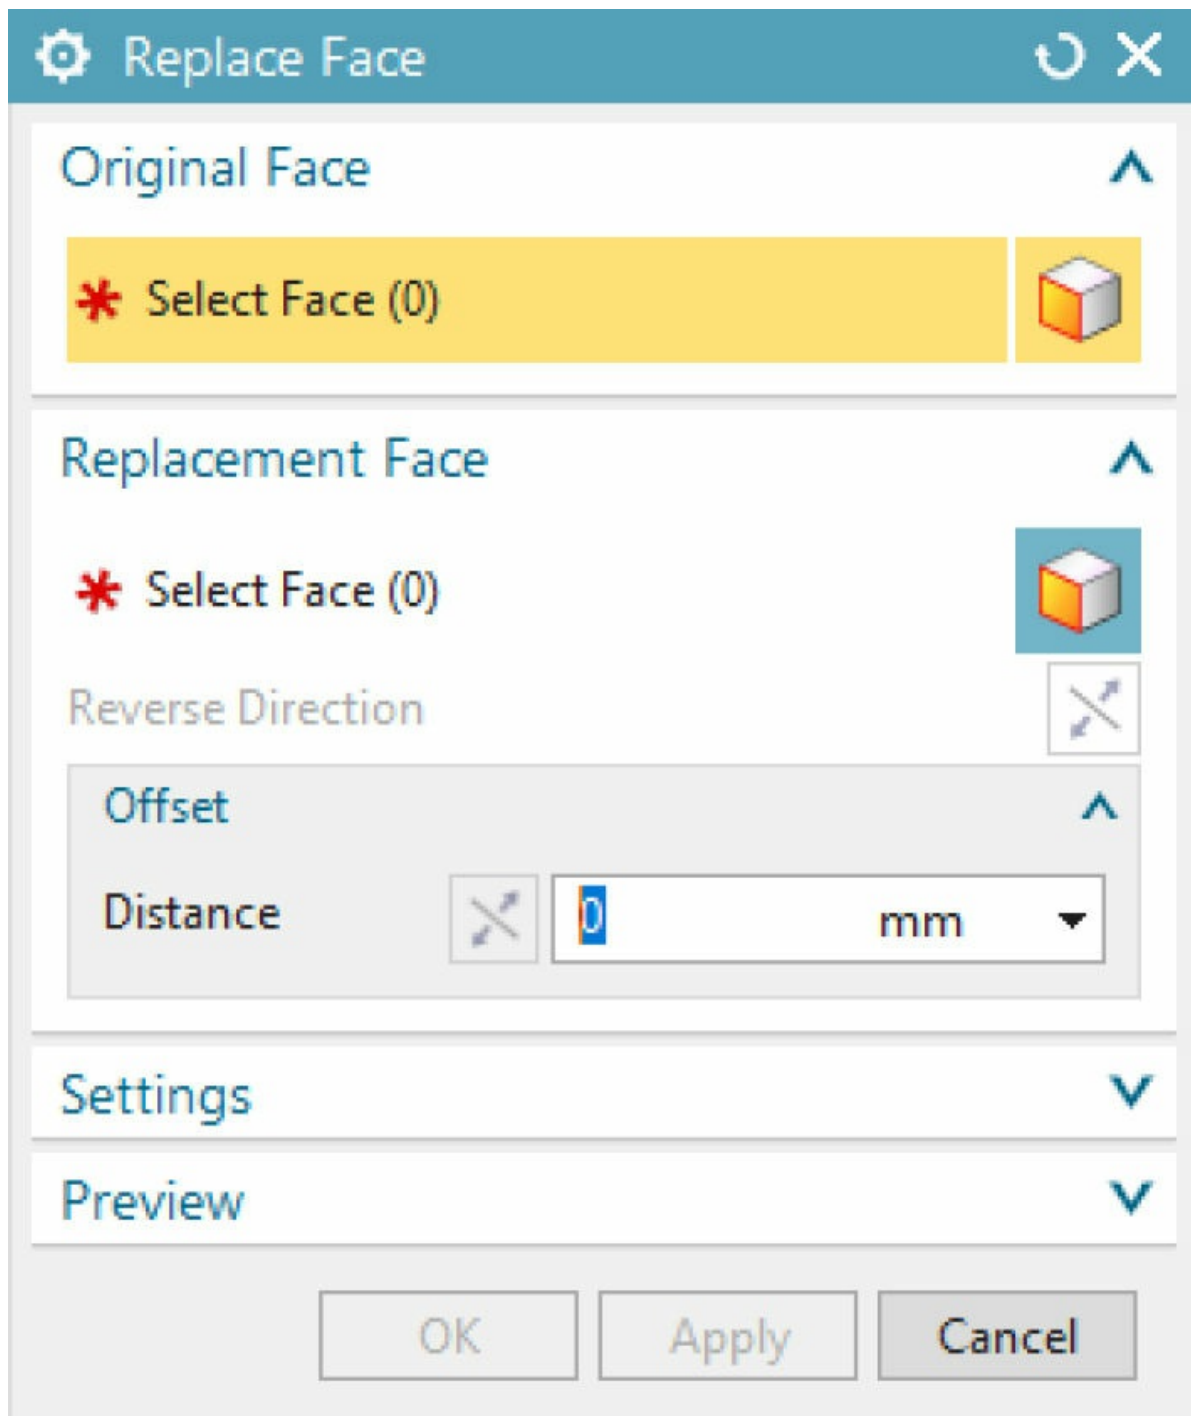 Replace Face
Original Face
* Select Face (0)
Replacement Face
* Select Face (0)
Reverse Direction
Offset
Distance 0 mm
Settings
Preview
OK Apply Cancel